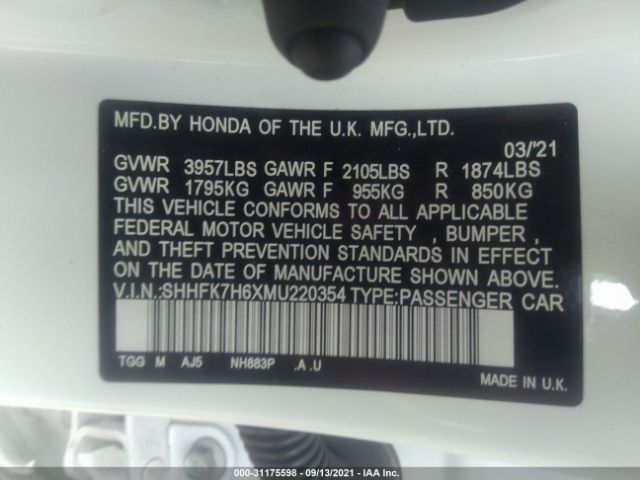 MFD.BY HONDA OF THE U.K. MFG.,LTD.
03/'21
GVWR 3957LBS GAWR F 2105LBS R 1874LBS
GVWR 1795KG GAWR F 955KG R 850KG
THIS VEHICLE CONFORMS TO ALL APPLICABLE
FEDERAL MOTOR VEHICLE SAFETY , BUMPER ,
AND THEFT PREVENTION STANDARDS IN EFFECT
ON THE DATE OF MANUFACTURE SHOWN ABOVE.
V.I.N.:SHHFK7H6XMU220354 TYPE:PASSENGER CAR
TGG M AJ5 NH883P .A .U
MADE IN U.K.
000-31175598 - 09/13/2021 - IAA Inc.